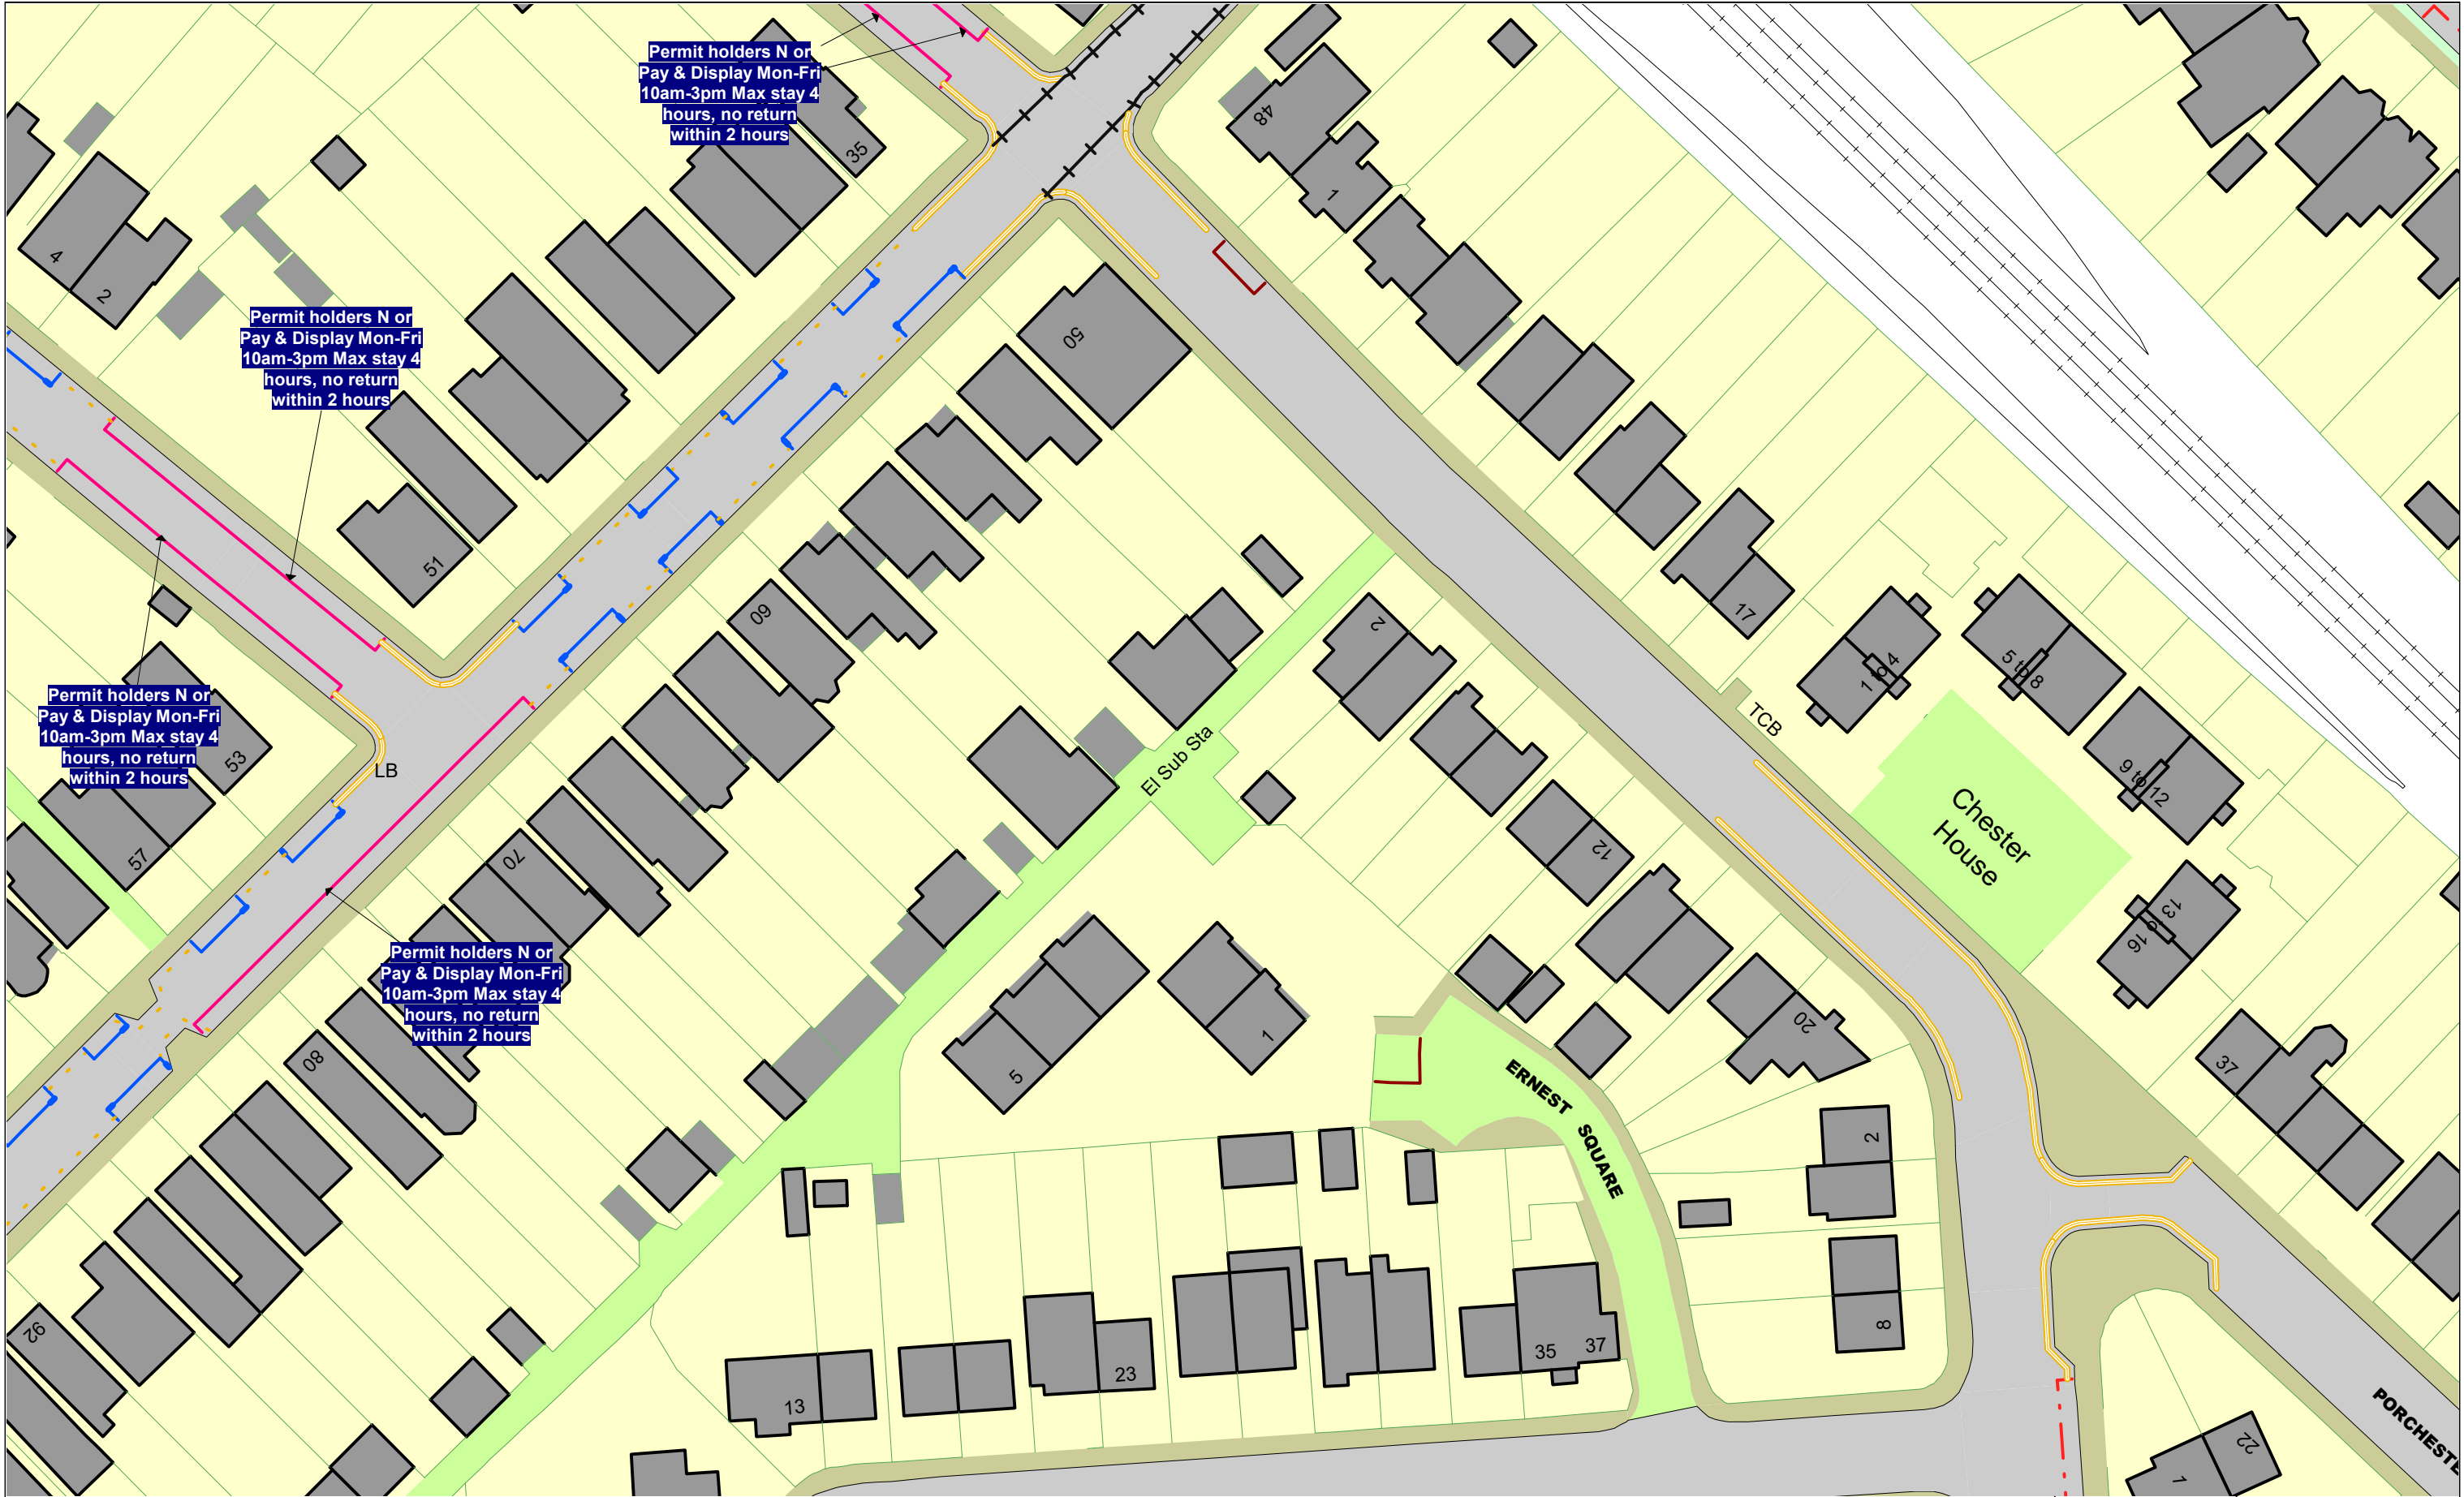 Permit holders N or
Pay & Display Mon-Fri
10am-3pm Max stay 4
hours, no return
within 2 hours
35
48
1
4
2
Permit holders N or
Pay & Display Mon-Fri
10am-3pm Max stay 4
hours, no return
within 2 hours
50
51
60
2
17
1 to 4
5 to 8
TCB
El Sub Sta
9 to 12
Permit holders N or
Pay & Display Mon-Fri
10am-3pm Max stay 4
hours, no return
within 2 hours
53
LB
57
70
12
Chester
House
13
to
16
Permit holders N or
Pay & Display Mon-Fri
10am-3pm Max stay 4
hours, no return
within 2 hours
80
5
1
20
37
ERNEST
SQUARE
2
8
92
13
23
35
37
PORCHESTE
22
1